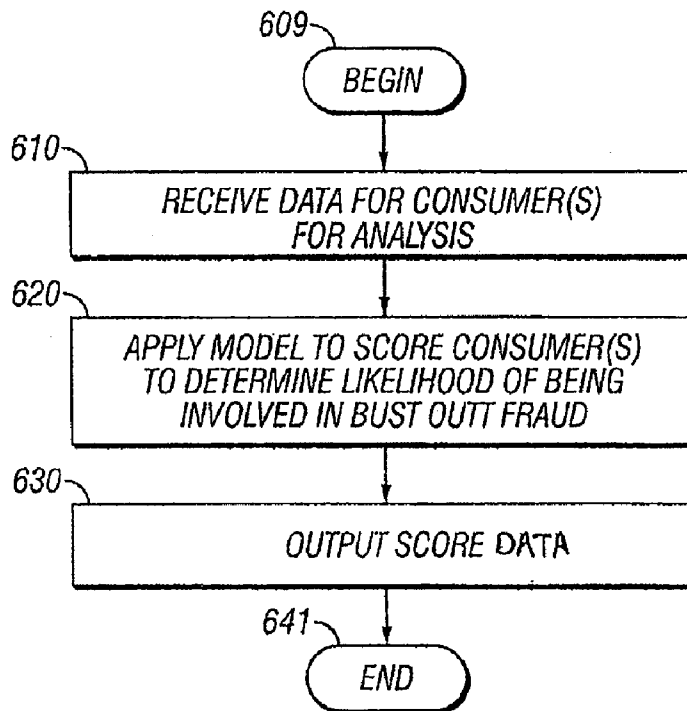 609
BEGIN
610
RECEIVE DATA FOR CONSUMER(S)
FOR ANALYSIS
620
APPLY MODEL TO SCORE CONSUMER(S)
TO DETERMINE LIKELIHOOD OF BEING
INVOLVED IN BUST OUTT FRAUD
630
OUTPUT SCORE DATA
641
END